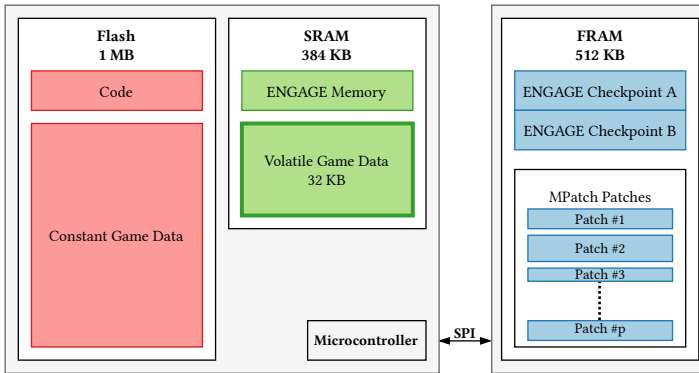 Flash
1 MB
Code
Constant Game Data
SRAM
384 KB
ENGAGE Memory
Volatile Game Data
32 KB
Microcontroller
SPI
FRAM
512 KB
ENGAGE Checkpoint A
ENGAGE Checkpoint B
MPatch Patches
Patch #1
Patch #2
Patch #3
Patch #p